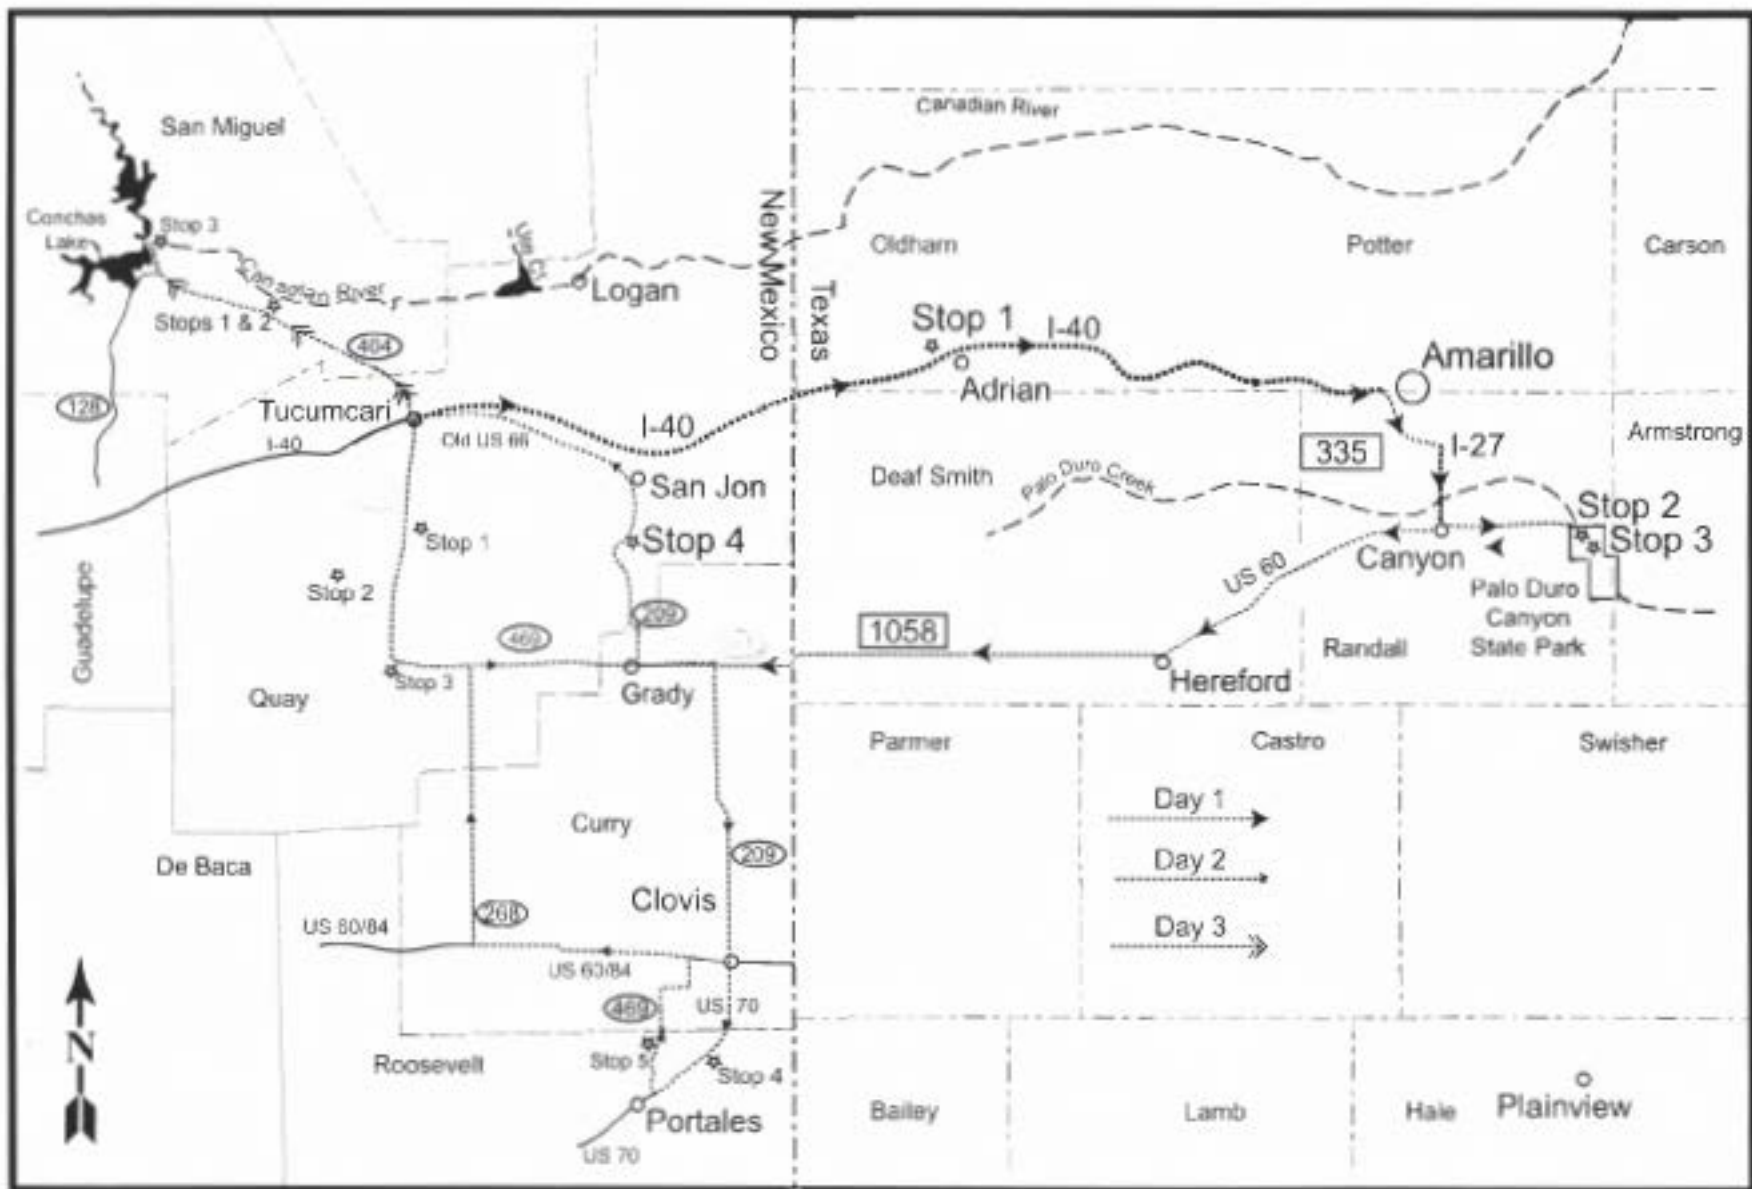 San Miguel
Canadian River
Conchas
Lake
Stop 3
New Mexico
Texas
Oldham
Potter
Carson
Ute Ck
Canadian River
Logan
Stops 1 & 2
404
Stop 1
I-40
Adrian
Amarillo
128
Tucumcari
I-40
Old US 66
I-40
335
I-27
Armstrong
San Jon
Deaf Smith
Palo Duro Creek
Stop 2
Stop 3
Stop 1
Stop 4
Canyon
Guadelupe
Stop 2
US 60
Palo Duro
Canyon
State Park
209
469
1058
Randall
Stop 3
Grady
Hereford
Quay
Parmer
Castro
Swisher
Day 1
Curry
209
Day 2
De Baca
Clovis
268
US 60/84
Day 3
US 60/84
469
US 70
N
Roosevelt
Stop 5
Stop 4
Portales
Bailey
Lamb
Hale
Plainview
US 70